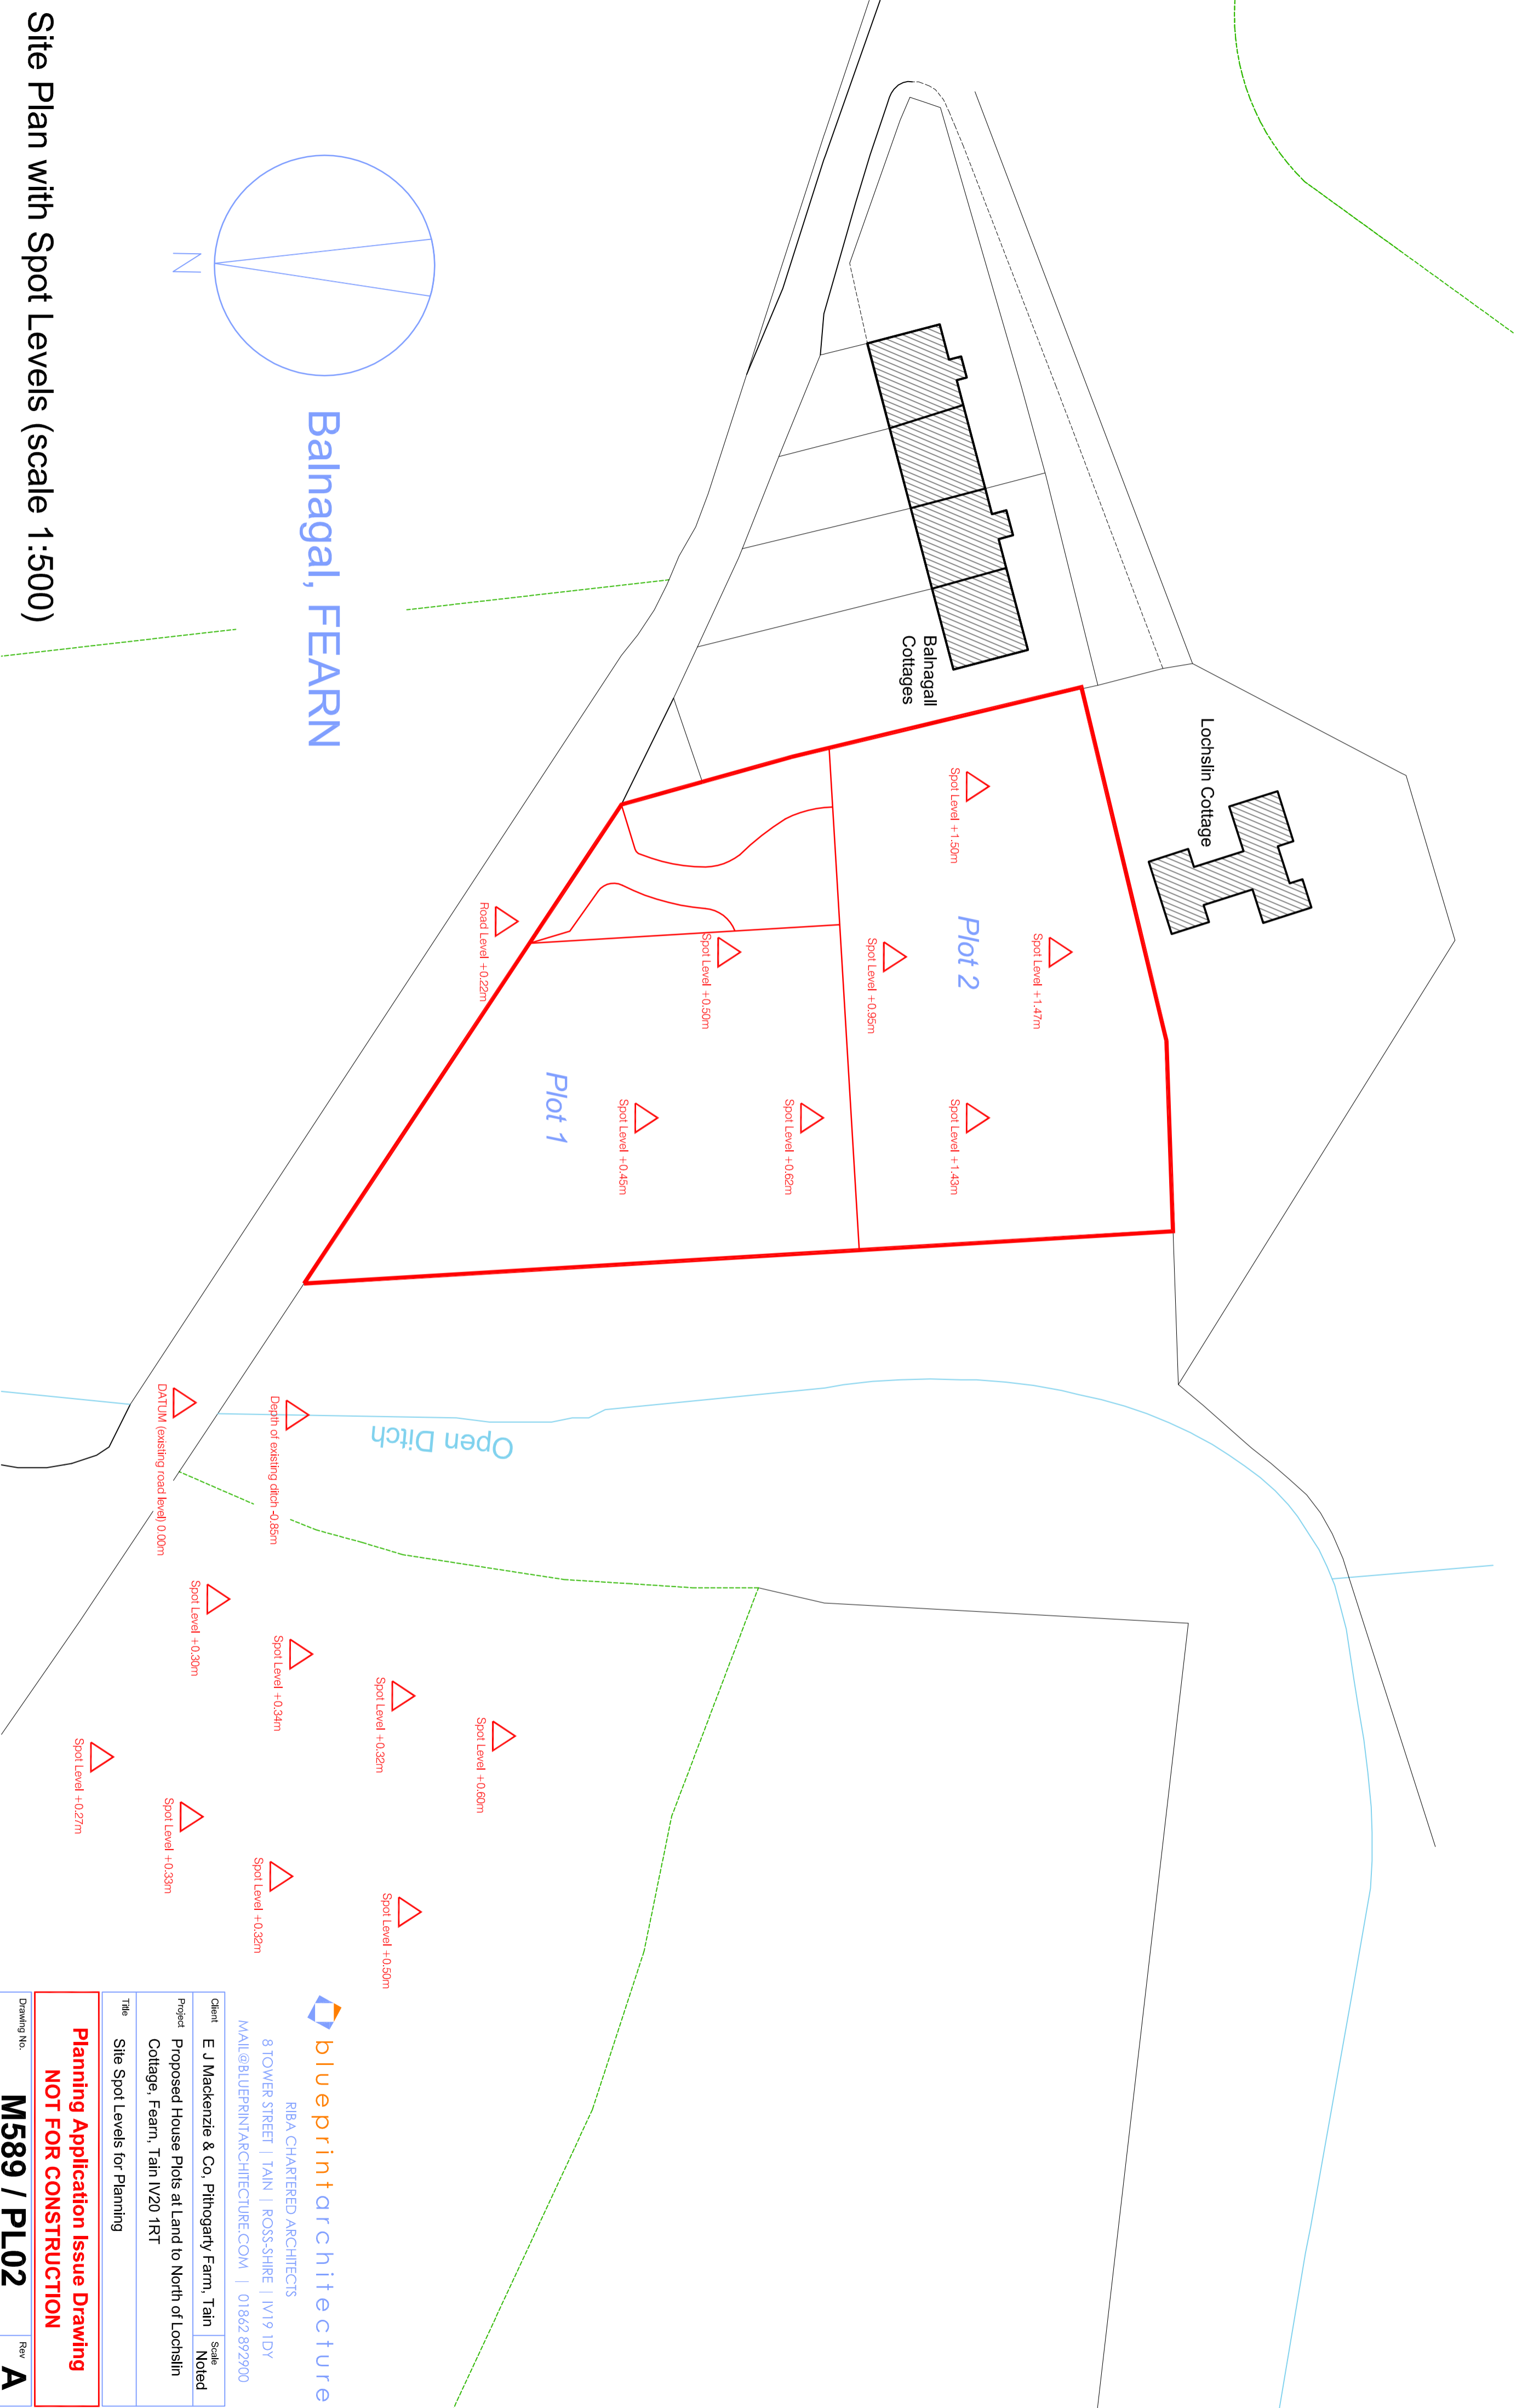 Site Plan with Spot Levels (scale 1:500)
N
Balnagal, FEARN
Balnagall
Cottages
Lochslin Cottage
Plot 2
Plot 1
Spot Level +1.50m
Spot Level +1.47m
Spot Level +0.95m
Spot Level +1.43m
Spot Level +0.50m
Spot Level +0.62m
Spot Level +0.45m
Road Level +0.22m
Open Ditch
Depth of existing ditch -0.85m
DATUM (existing road level) 0.00m
Spot Level +0.30m
Spot Level +0.34m
Spot Level +0.32m
Spot Level +0.60m
Spot Level +0.27m
Spot Level +0.33m
Spot Level +0.32m
Spot Level +0.50m
blueprintarchitecture
RIBA CHARTERED ARCHITECTS
8 TOWER STREET | TAIN | ROSS-SHIRE | IV19 1DY
MAIL@BLUEPRINTARCHITECTURE.COM | 01862 892900
Client E J Mackenzie & Co, Pithogarty Farm, Tain
Scale Noted
Project Proposed House Plots at Land to North of Lochslin
Cottage, Fearn, Tain IV20 1RT
Title Site Spot Levels for Planning
Planning Application Issue Drawing
NOT FOR CONSTRUCTION
Drawing No. M589 / PL02
Rev A